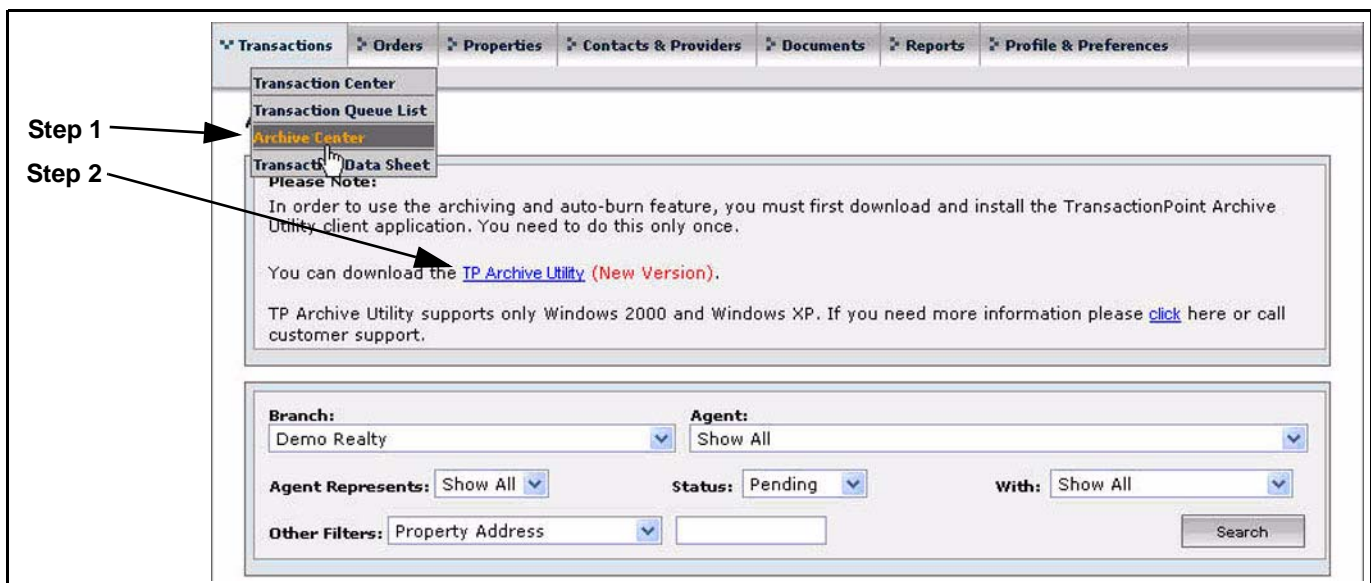 Transactions Orders Properties Contacts & Providers Documents Reports Profile & Preferences
Transaction Center
Transaction Queue List
Step 1
Archive Center
Step 2
Data Sheet
Please Note:
In order to use the archiving and auto-burn feature, you must first download and install the TransactionPoint Archive
Utility client application. You need to do this only once.
You can download the TP Archive Utility (New Version).
TP Archive Utility supports only Windows 2000 and Windows XP. If you need more information please click here or call
customer support.
Branch: Agent:
Demo Realty Show All
Agent Represents: Show All Status: Pending With: Show All
Other Filters: Property Address Search